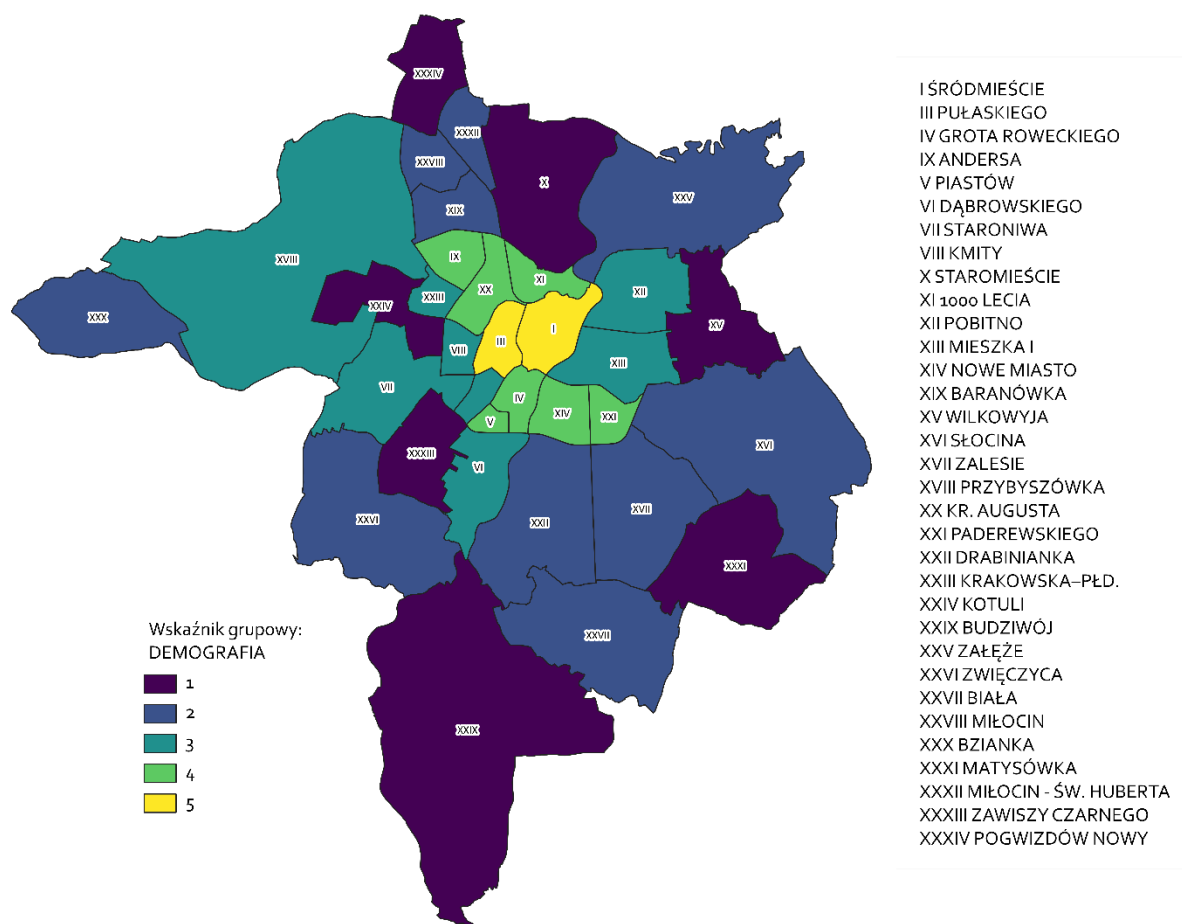 XXXIV
XXXII
XXVIII
X
XXV
XIX
IX
XI
XVIII
XX
XII
XXIII
XXIV
XXX
I
XV
III
VIII
XIII
VII
IV
XIV
XXI
V
XVI
XXXIII
VI
XXVI
XXII
XVII
XXXI
XXVII
XXIX
Wskaźnik grupowy:
DEMOGRAFIA
1
2
3
4
5
I ŚRÓDMIEŚCIE
III PUŁASKIEGO
IV GROTA ROWECKIEGO
IX ANDERSA
V PIASTÓW
VI DĄBROWSKIEGO
VII STARONIWA
VIII KMITY
X STAROMIEŚCIE
XI 1000 LECIA
XII POBITNO
XIII MIESZKA I
XIV NOWE MIASTO
XIX BARANÓWKA
XV WILKOWYJA
XVI SŁOCINA
XVII ZALESIE
XVIII PRZYBYSZÓWKA
XX KR. AUGUSTA
XXI PADEREWSKIEGO
XXII DRABINIANKA
XXIII KRAKOWSKA–PŁD.
XXIV KOTULI
XXIX BUDZIWÓJ
XXV ZAŁĘŻE
XXVI ZWIĘCZYCA
XXVII BIAŁA
XXVIII MIŁOCIN
XXX BZIANKA
XXXI MATYSÓWKA
XXXII MIŁOCIN - ŚW. HUBERTA
XXXIII ZAWISZY CZARNEGO
XXXIV POGWIZDÓW NOWY